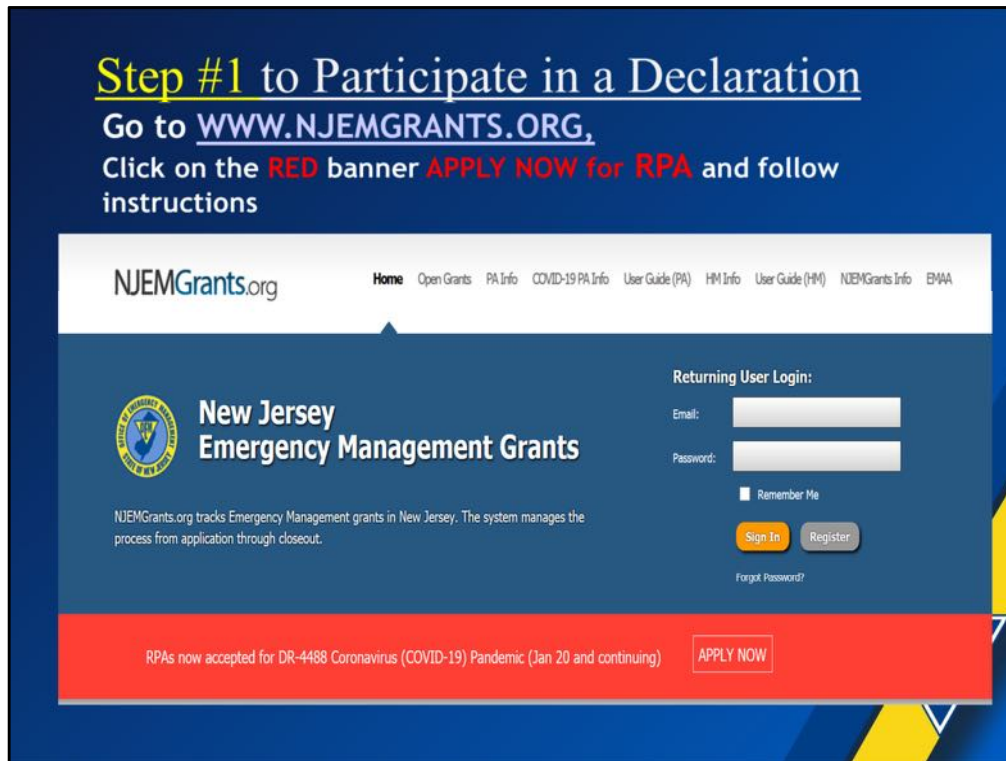 Step #1 to Participate in a Declaration
Go to WWW.NJEMGRANTS.ORG,
Click on the RED banner APPLY NOW for RPA and follow
instructions
NJEMGrants.org
Home Open Grants PA Info COVID-19 PA Info User Guide (PA) HM Info User Guide (HM) NJEMGrants Info EMAA
New Jersey
Emergency Management Grants
NJEMGrants.org tracks Emergency Management grants in New Jersey. The system manages the
process from application through closeout.
Returning User Login:
Email:
Password:
Remember Me
Sign In Register
Forgot Password?
RPAs now accepted for DR-4488 Coronavirus (COVID-19) Pandemic (Jan 20 and continuing) APPLY NOW